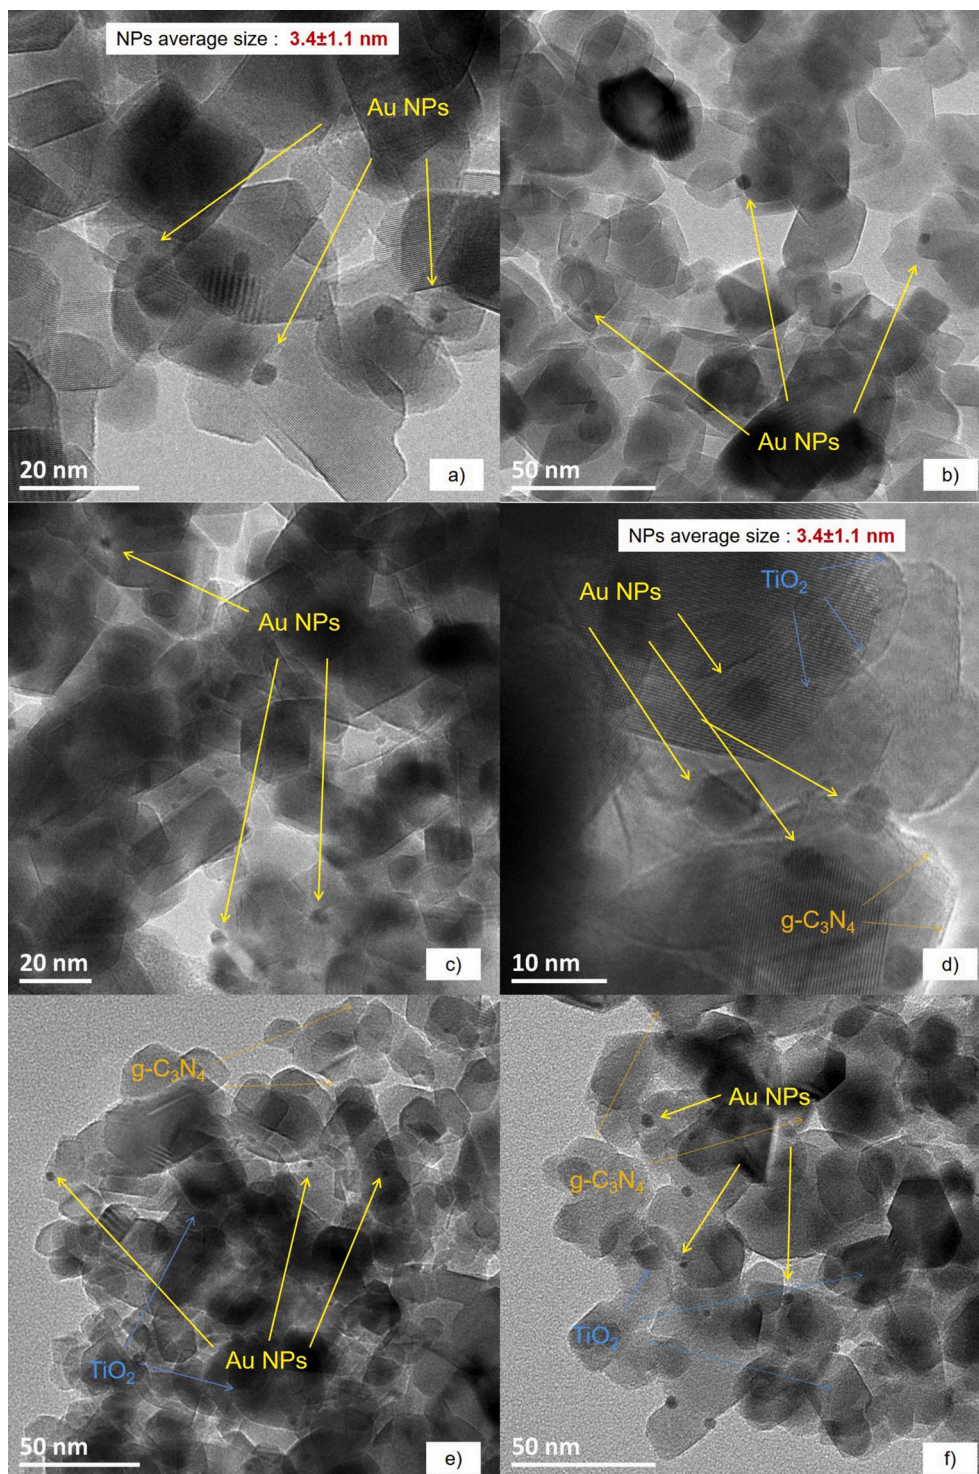 NPs average size : 3.4±1.1 nm
Au NPs
20 nm
a)
Au NPs
50 nm
b)
Au NPs
20 nm
c)
NPs average size : 3.4±1.1 nm
TiO₂
Au NPs
g-C₃N₄
10 nm
d)
g-C₃N₄
Au NPs
TiO₂
50 nm
e)
Au NPs
g-C₃N₄
TiO₂
50 nm
f)